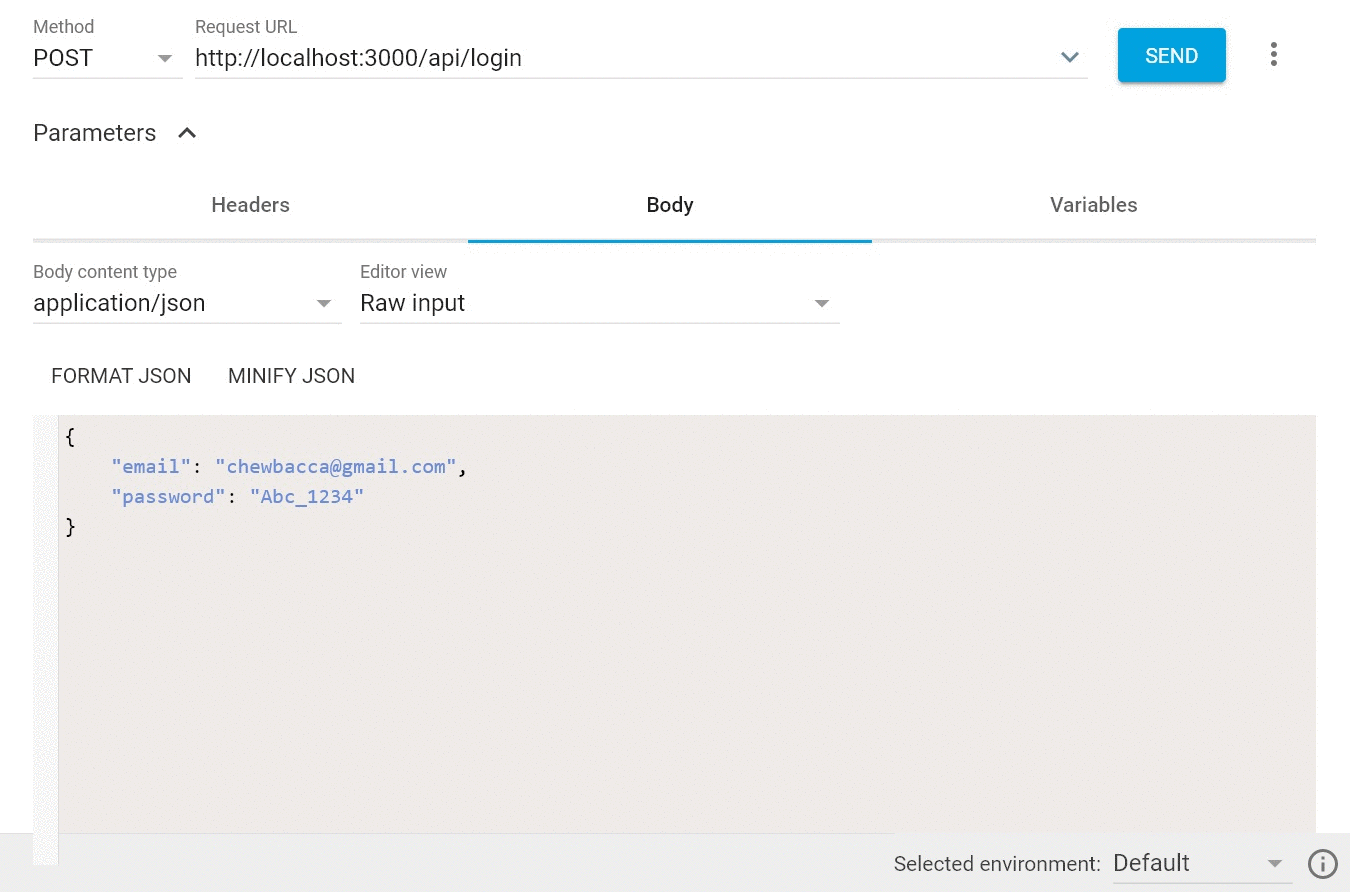 Method
Request URL
POST
http://localhost:3000/api/login
SEND
Parameters
Headers
Body
Variables
Body content type
Editor view
application/json
Raw input
FORMAT JSON
MINIFY JSON
{
    "email": "chewbacca@gmail.com",
    "password": "Abc_1234"
}
Selected environment: Default